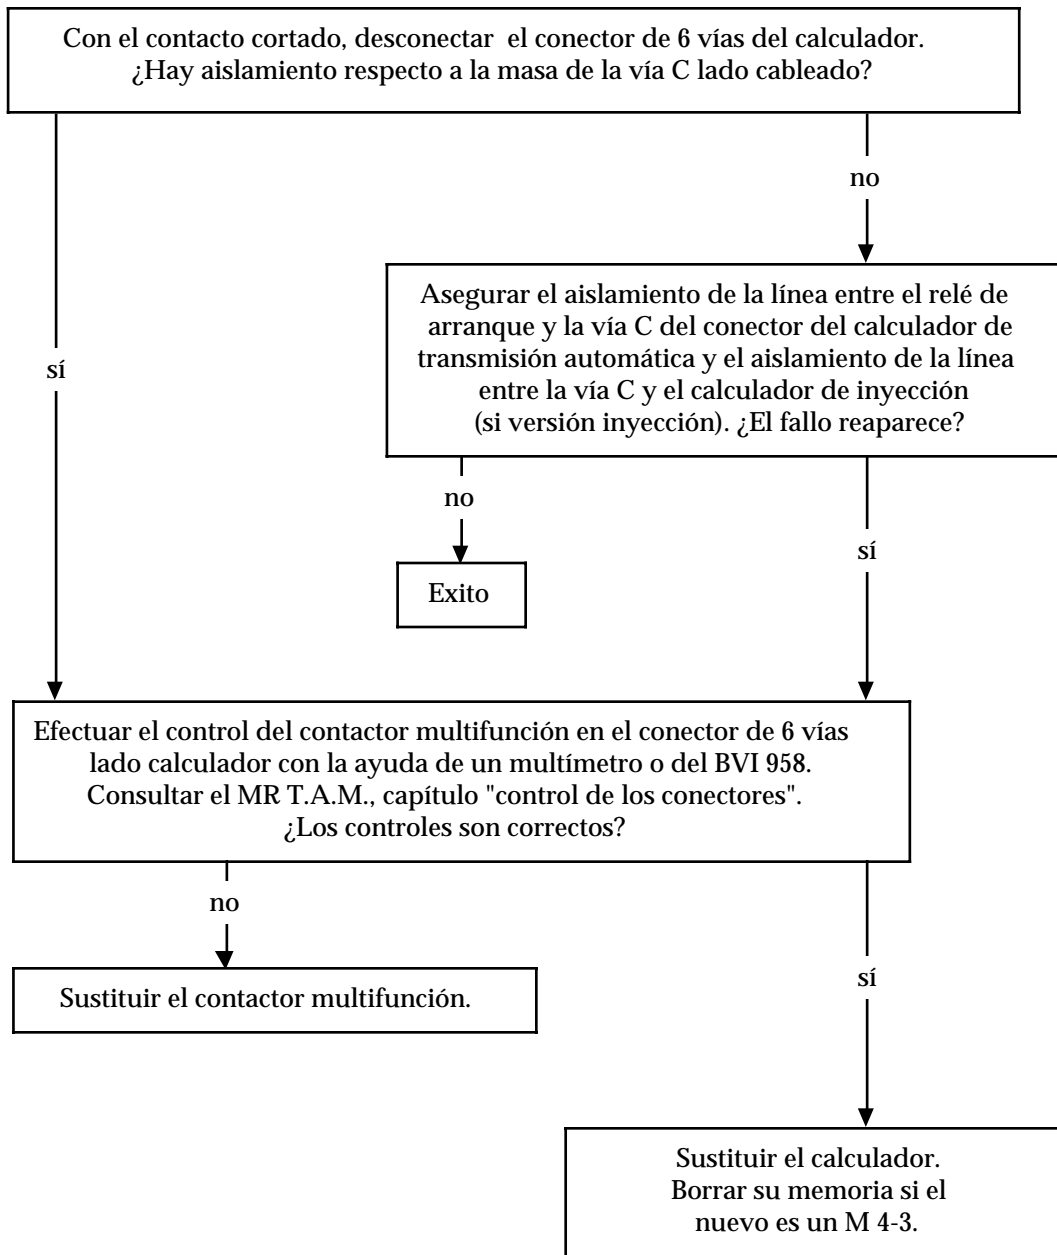 Con el contacto cortado, desconectar el conector de 6 vías del calculador.
¿Hay aislamiento respecto a la masa de la vía C lado cableado?
no
Asegurar el aislamiento de la línea entre el relé de
arranque y la vía C del conector del calculador de
transmisión automática y el aislamiento de la línea
entre la vía C y el calculador de inyección
(si versión inyección). ¿El fallo reaparece?
sí
no
sí
Exito
Efectuar el control del contactor multifunción en el conector de 6 vías
lado calculador con la ayuda de un multímetro o del BVI 958.
Consultar el MR T.A.M., capítulo "control de los conectores".
¿Los controles son correctos?
no
sí
Sustituir el contactor multifunción.
Sustituir el calculador.
Borrar su memoria si el
nuevo es un M 4-3.